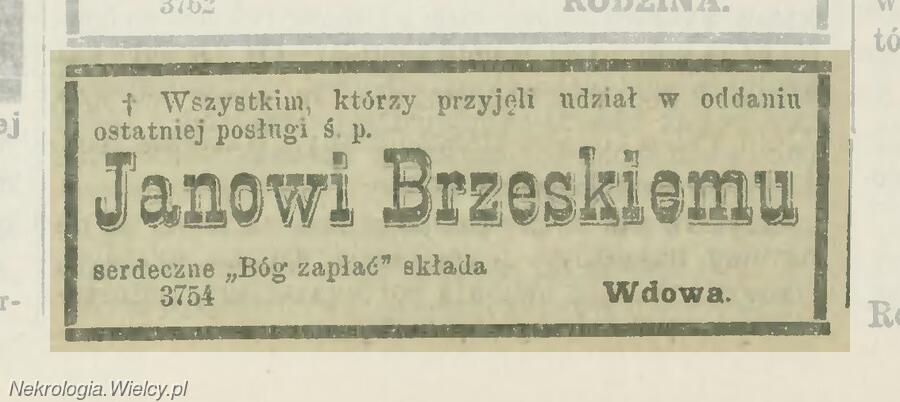 3762
RODZINA.
† Wszystkim, którzy przyjęli udział w oddaniu
ostatniej posługi ś. p.
Janowi Brzeskiemu
serdeczne „Bóg zapłać” składa
3754 Wdowa.
Nekrologia.Wielcy.pl